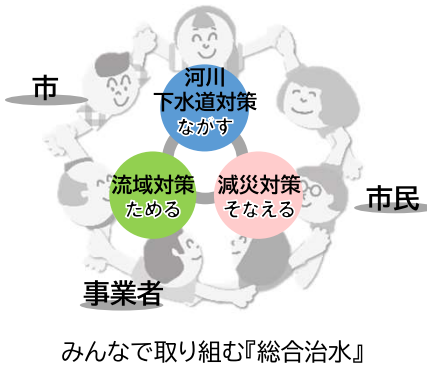 市
河川
下水道対策
ながす
流域対策
ためる
減災対策
そなえる
市民
事業者
みんなで取り組む『総合治水』